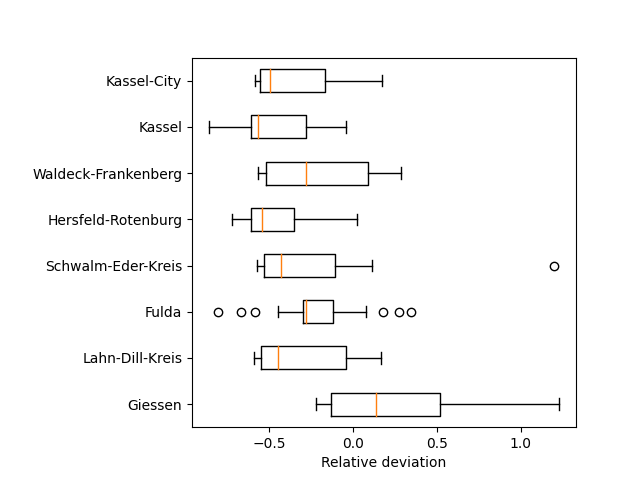 Kassel-City
Kassel
Waldeck-Frankenberg
Hersfeld-Rotenburg
Schwalm-Eder-Kreis
Fulda
Lahn-Dill-Kreis
Giessen
−0.5 0.0 0.5 1.0
Relative deviation